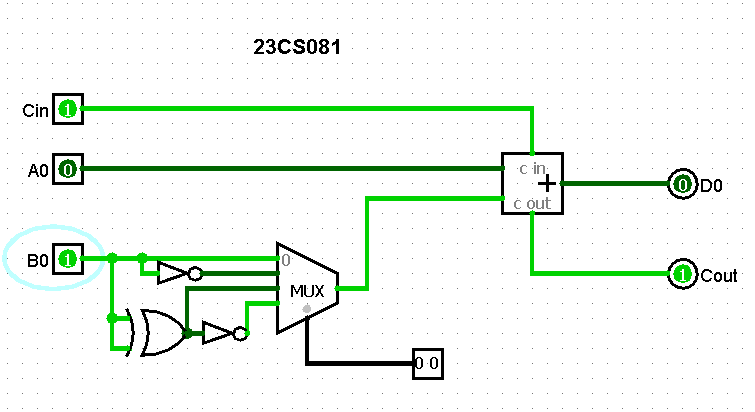 23CS081
Cin 1
c in
A0 0
+
0 D0
c out
B0 1
0
1 Cout
MUX
0 0